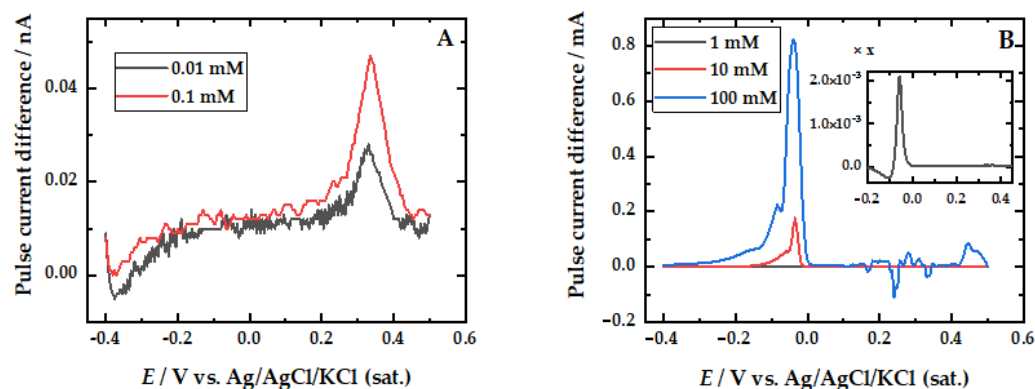 A
Pulse current difference / nA
0.01 mM
0.1 mM
0.04
0.02
0.00
−0.4 −0.2 0.0 0.2 0.4
E / V vs. Ag/AgCl/KCl (sat.)
B
Pulse current difference / mA
1 mM
10 mM
100 mM
0.8
0.6
0.4
0.2
0.0
−0.2
−0.4 −0.2 0.0 0.2 0.4
× x
2.0×10⁻³
1.0×10⁻³
0.0
−0.2 0.0 0.2 0.4
E / V vs. Ag/AgCl/KCl (sat.)